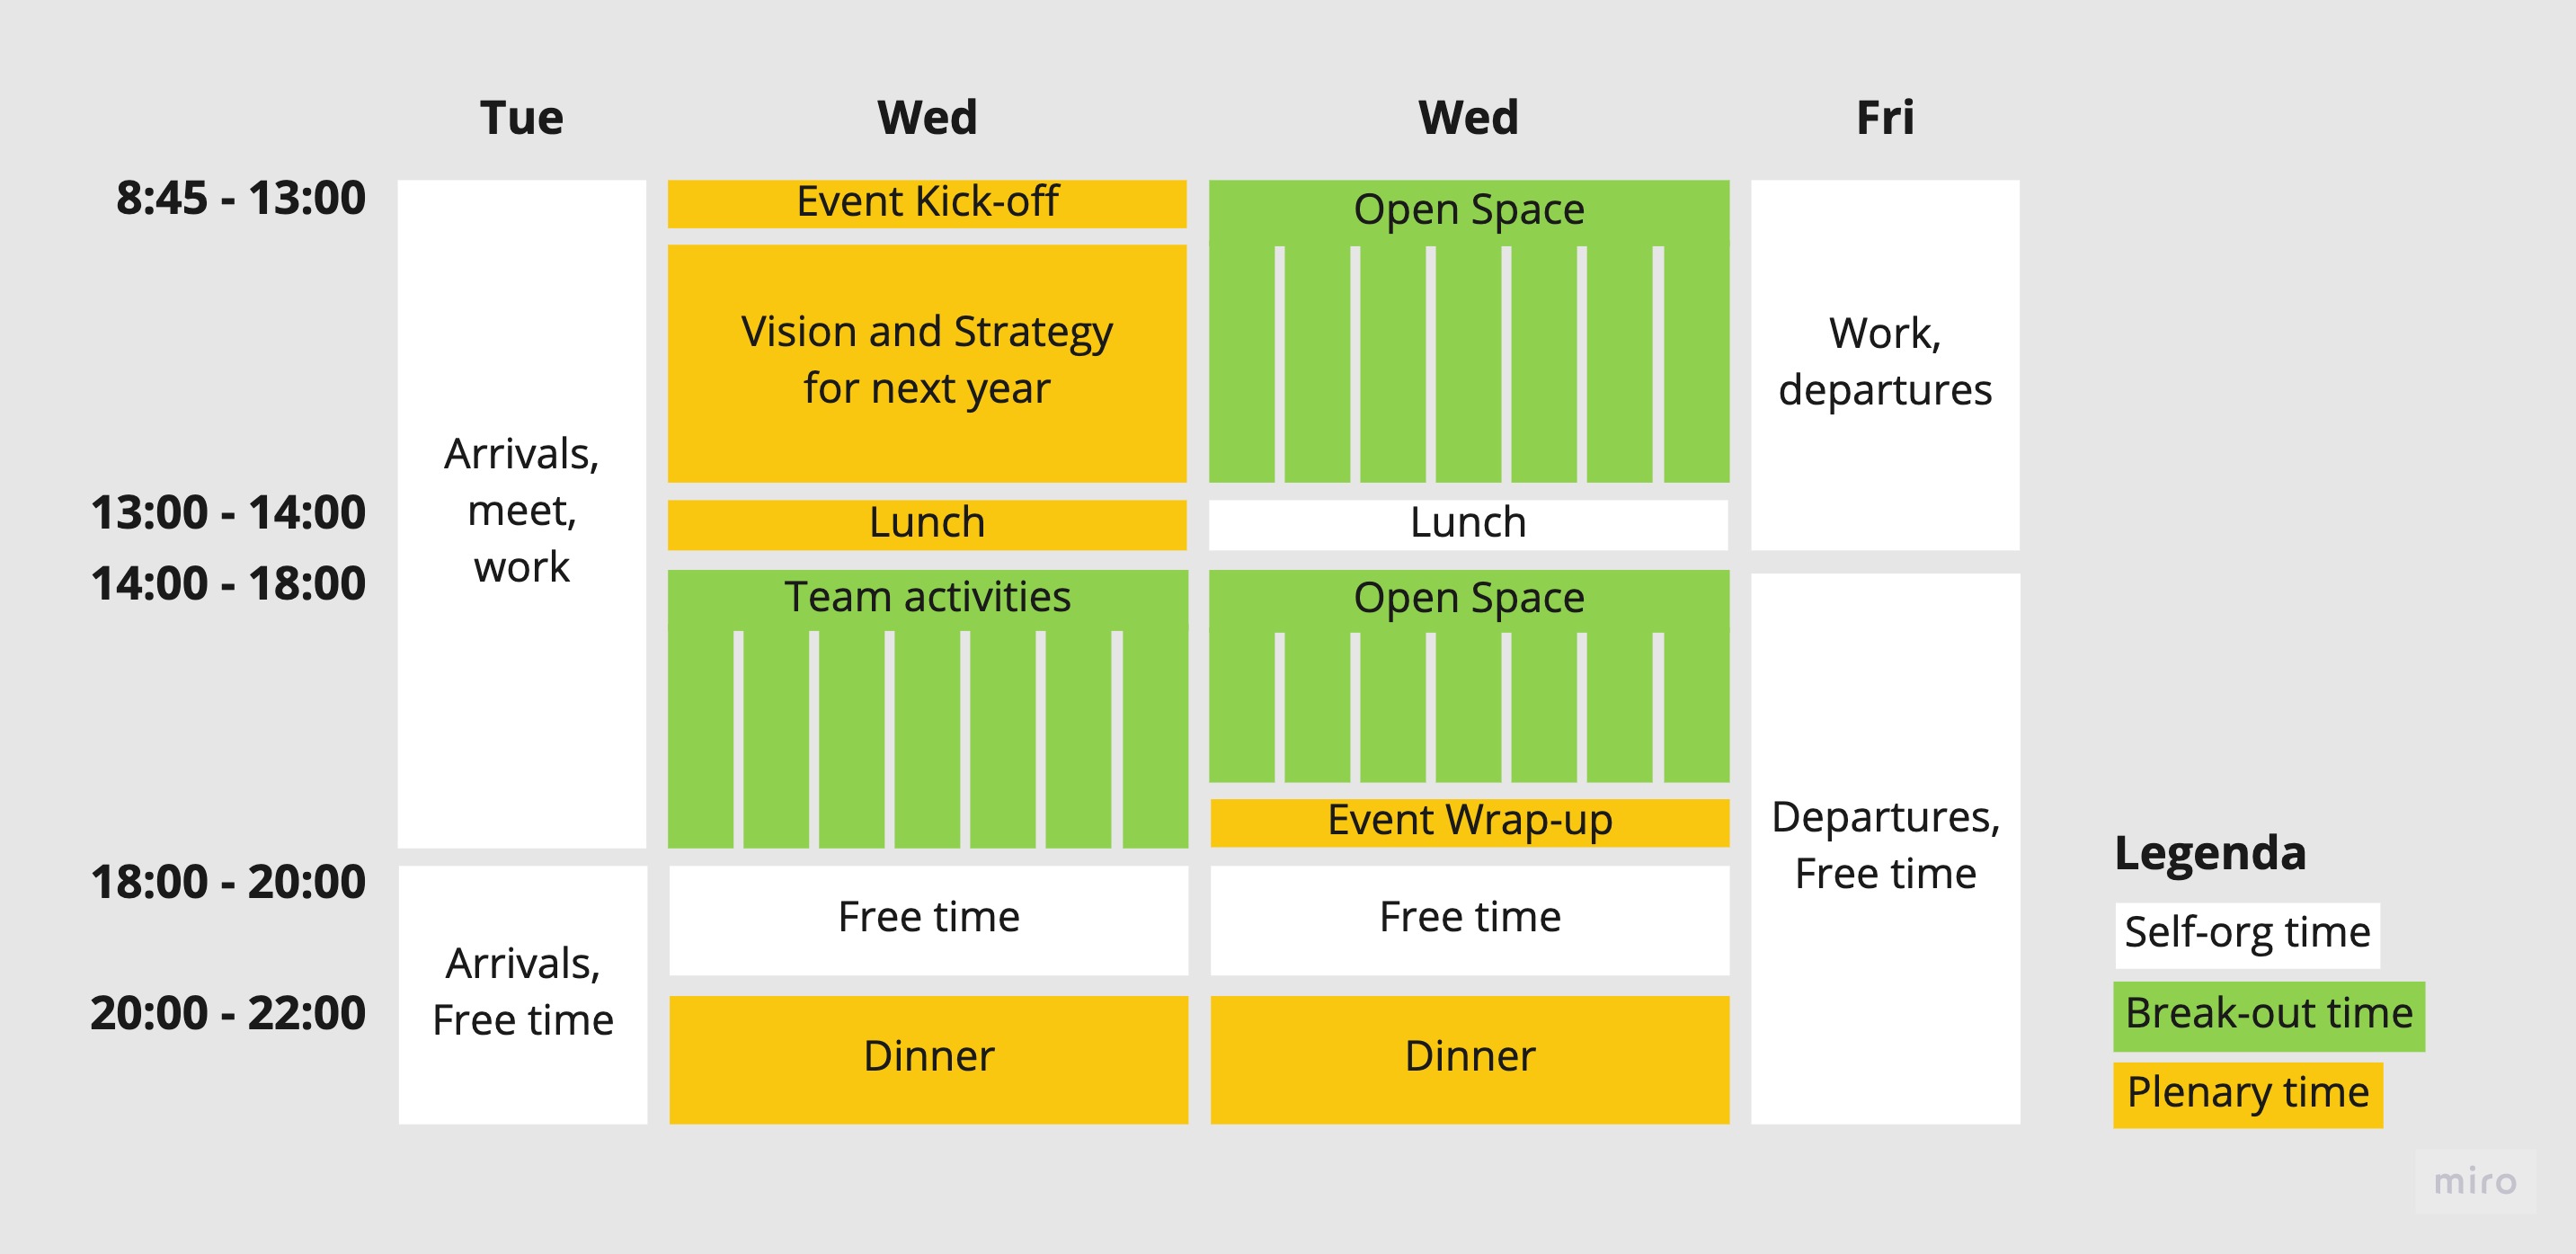 Tue
Wed
Wed
Fri
8:45 - 13:00
13:00 - 14:00
14:00 - 18:00
18:00 - 20:00
20:00 - 22:00
Arrivals,
meet,
work
Arrivals,
Free time
Event Kick-off
Vision and Strategy
for next year
Lunch
Team activities
Free time
Dinner
Open Space
Lunch
Open Space
Event Wrap-up
Free time
Dinner
Work,
departures
Departures,
Free time
Legenda
Self-org time
Break-out time
Plenary time
miro